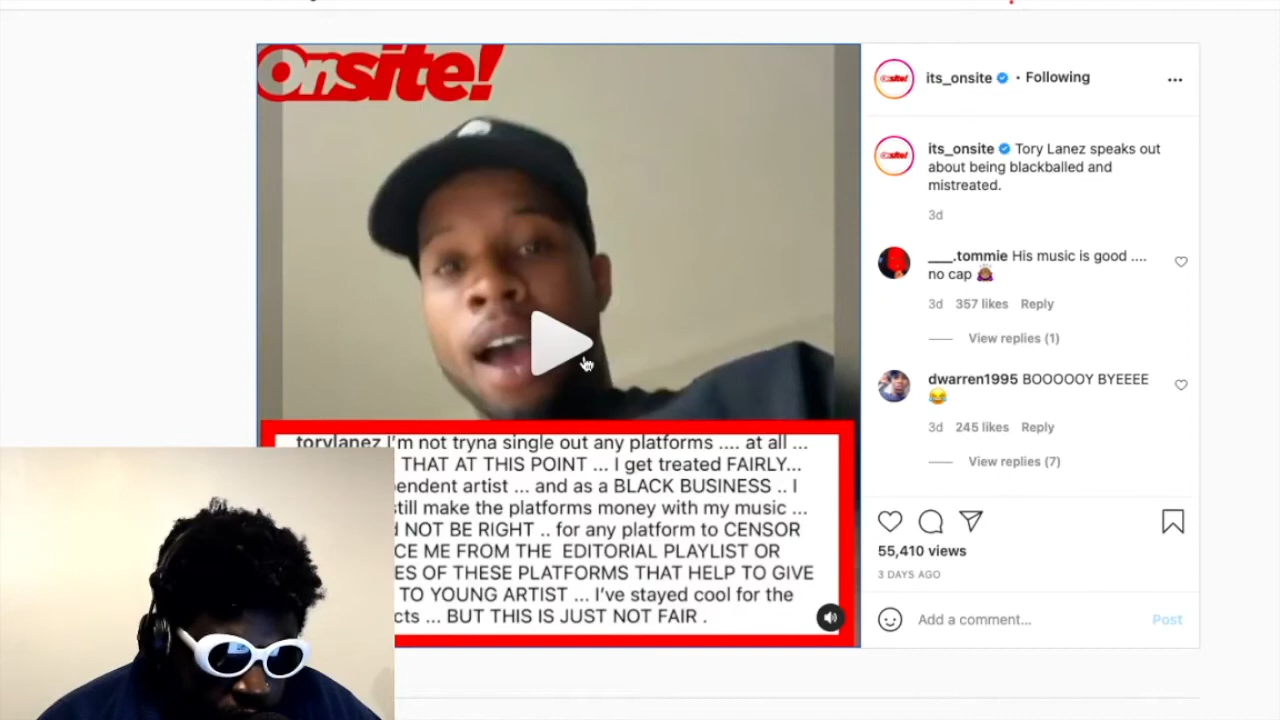 Onsite!
its_onsite • Following
its_onsite Tory Lanez speaks out
about being blackballed and
mistreated.
3d
____.tommie His music is good ....
no cap
3d 357 likes Reply
View replies (1)
dwarren1995 BOOOOOY BYEEEE
3d 245 likes Reply
View replies (7)
torylanez I'm not tryna single out any platforms .... at all ...
THAT AT THIS POINT ... I get treated FAIRLY...
endent artist ... and as a BLACK BUSINESS .. I
still make the platforms money with my music ...
NOT BE RIGHT .. for any platform to CENSOR
CE ME FROM THE EDITORIAL PLAYLIST OR
ES OF THESE PLATFORMS THAT HELP TO GIVE
TO YOUNG ARTIST ... I've stayed cool for the
cts ... BUT THIS IS JUST NOT FAIR .
55,410 views
3 DAYS AGO
Add a comment...
Post